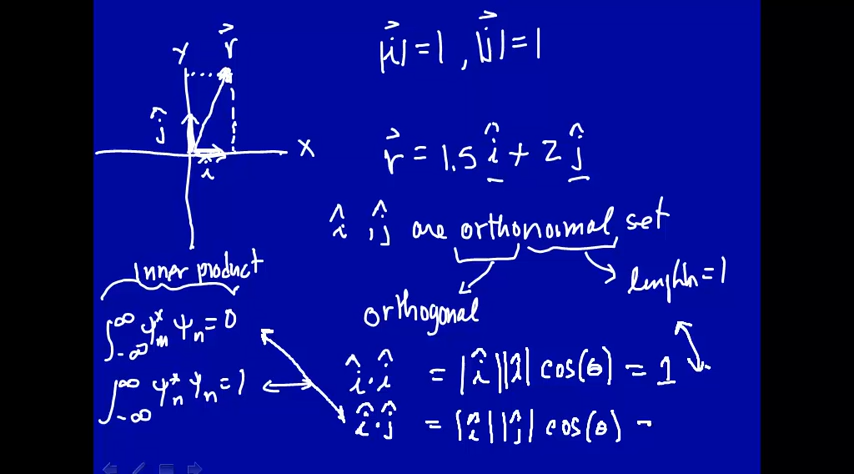 |i⃗| = 1, |j⃗| = 1
Y
r⃗
ĵ
X
î
r⃗ = 1.5 î + 2 ĵ
î ĵ are orthonormal set
lenghth = 1
orthogonal
Inner product
∫_{-∞}^{∞} ψ*_m ψ_n = 0
∫_{-∞}^{∞} ψ*_n ψ_n = 1
î · î = |î||î| cos(θ) = 1
î · ĵ = |î||ĵ| cos(θ) -